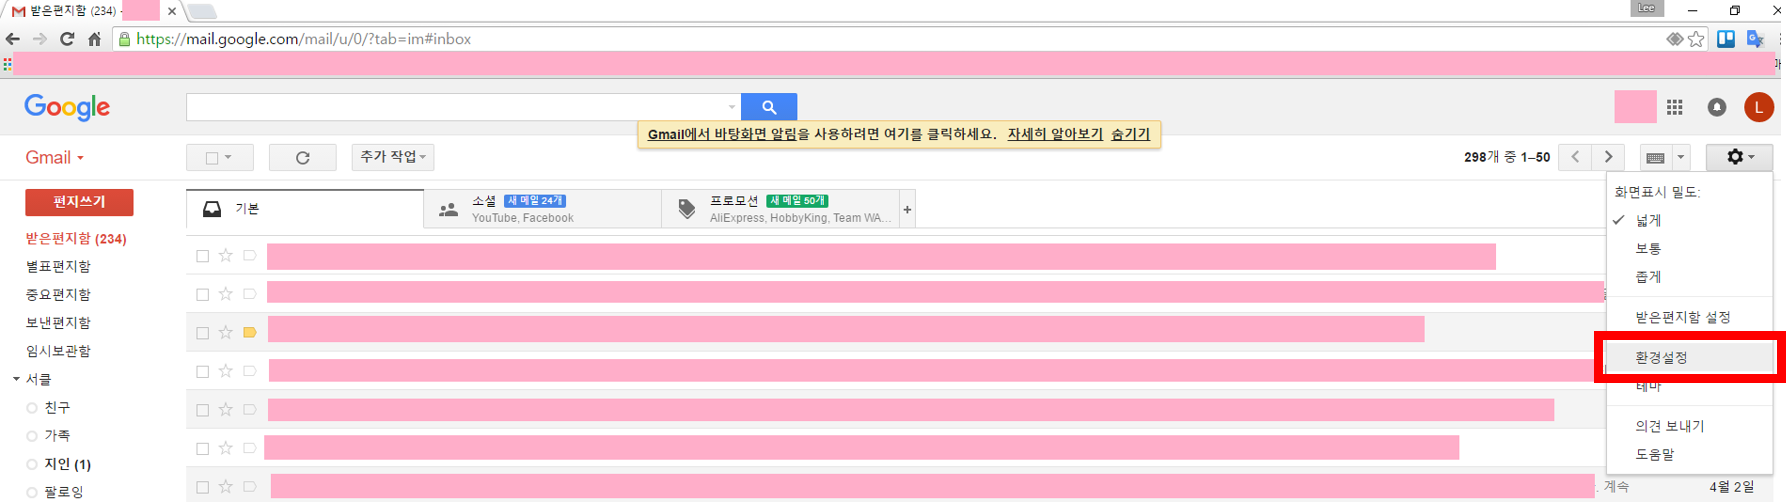 받은편지함 (234) -
Lee
https://mail.google.com/mail/u/0/?tab=im#inbox
Google
L
Gmail에서 바탕화면 알림을 사용하려면 여기를 클릭하세요. 자세히 알아보기 숨기기
Gmail
추가 작업
298개 중 1–50
편지쓰기
기본
소셜 새 메일 24개
YouTube, Facebook
프로모션 새 메일 50개
AliExpress, HobbyKing, Team WA...
+
받은편지함 (234)
별표편지함
중요편지함
보낸편지함
임시보관함
서클
친구
가족
지인 (1)
팔로잉
화면표시 밀도:
넓게
보통
좁게
받은편지함 설정
환경설정
테마
의견 보내기
도움말
계속
4월 2일